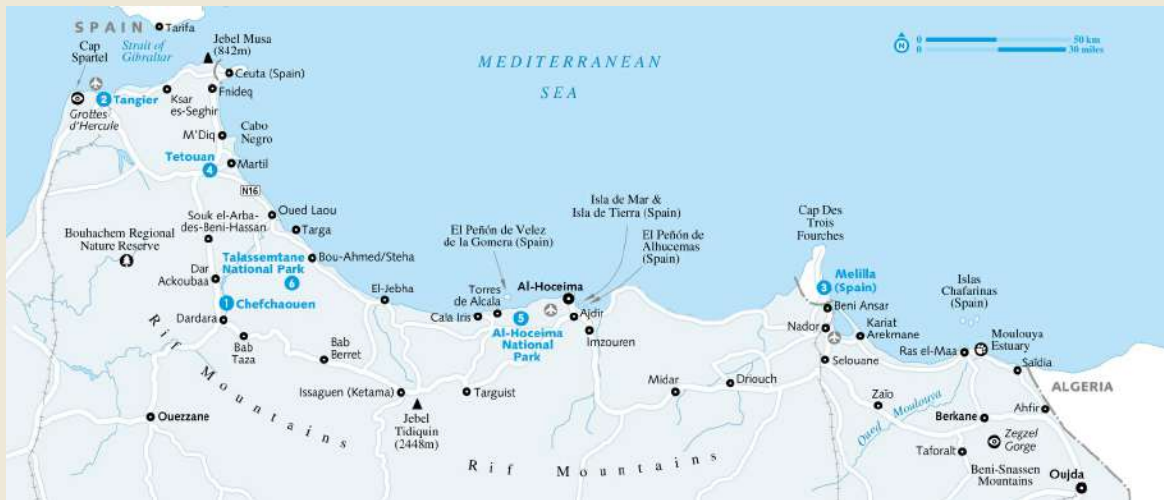 SPAIN
Tarifa
Cap
Spartel
Strait of
Gibraltar
Jebel Musa
(842m)
Ceuta (Spain)
2 Tangier
Ksar
es-Seghir
Fnideq
Grottes
d'Hercule
M'Diq
Cabo
Negro
Tetouan
4
Martil
N16
MEDITERRANEAN
SEA
N
0 50 km
0 30 miles
Souk el-Arba-
des-Beni-Hassan
Oued Laou
Targa
Bouhachem Regional
Nature Reserve
Talassemtane
National Park
6
Bou-Ahmed/Steha
Dar
Ackoubaa
1 Chefchaouen
Dardara
Bab
Taza
Bab
Berret
El-Jebha
El Peñón de Velez
de la Gomera (Spain)
Isla de Mar &
Isla de Tierra (Spain)
El Peñón de
Alhucemas
(Spain)
Torres
de Alcala
Cala Iris
Al-Hoceima
Ajdir
5
Al-Hoceima
National
Park
Imzouren
Cap Des
Trois
Fourches
Melilla
(Spain)
3
Beni Ansar
Nador
Kariat
Arekmane
Islas
Chafarinas
(Spain)
Moulouya
Estuary
Ras el-Maa
Saïdia
Selouane
ALGERIA
Issaguen (Ketama)
Targuist
Midar
Driouch
Zaïo
Oued Moulouya
Berkane
Ahfir
Ouezzane
Jebel
Tidiquin
(2448m)
Zegzel
Gorge
Taforalt
Beni-Snassen
Mountains
Oujda
Rif Mountains
Rif Mountains